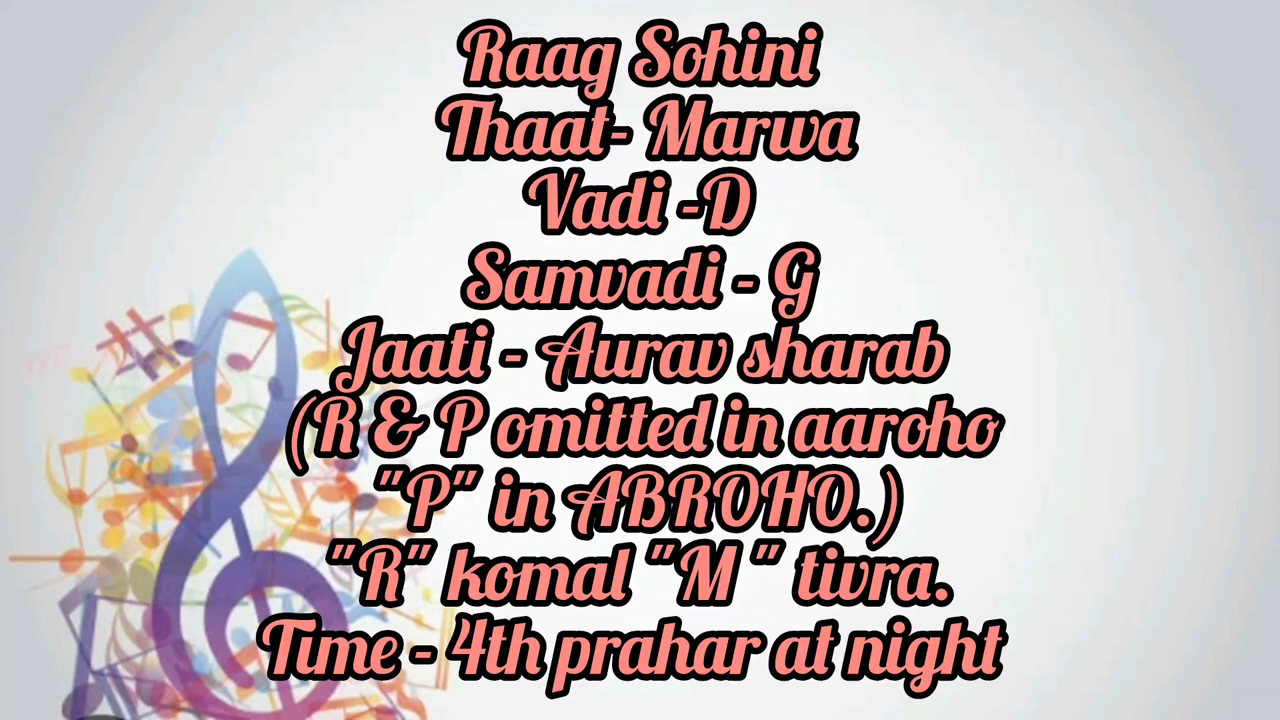 Raag Sohini
Thaat- Marwa
Vadi -D
Samvadi - G
Jaati - Aurav sharab
(R & P omitted in aaroho
"P" in ABROHO.)
"R" komal "M " tivra.
Time - 4th prahar at night